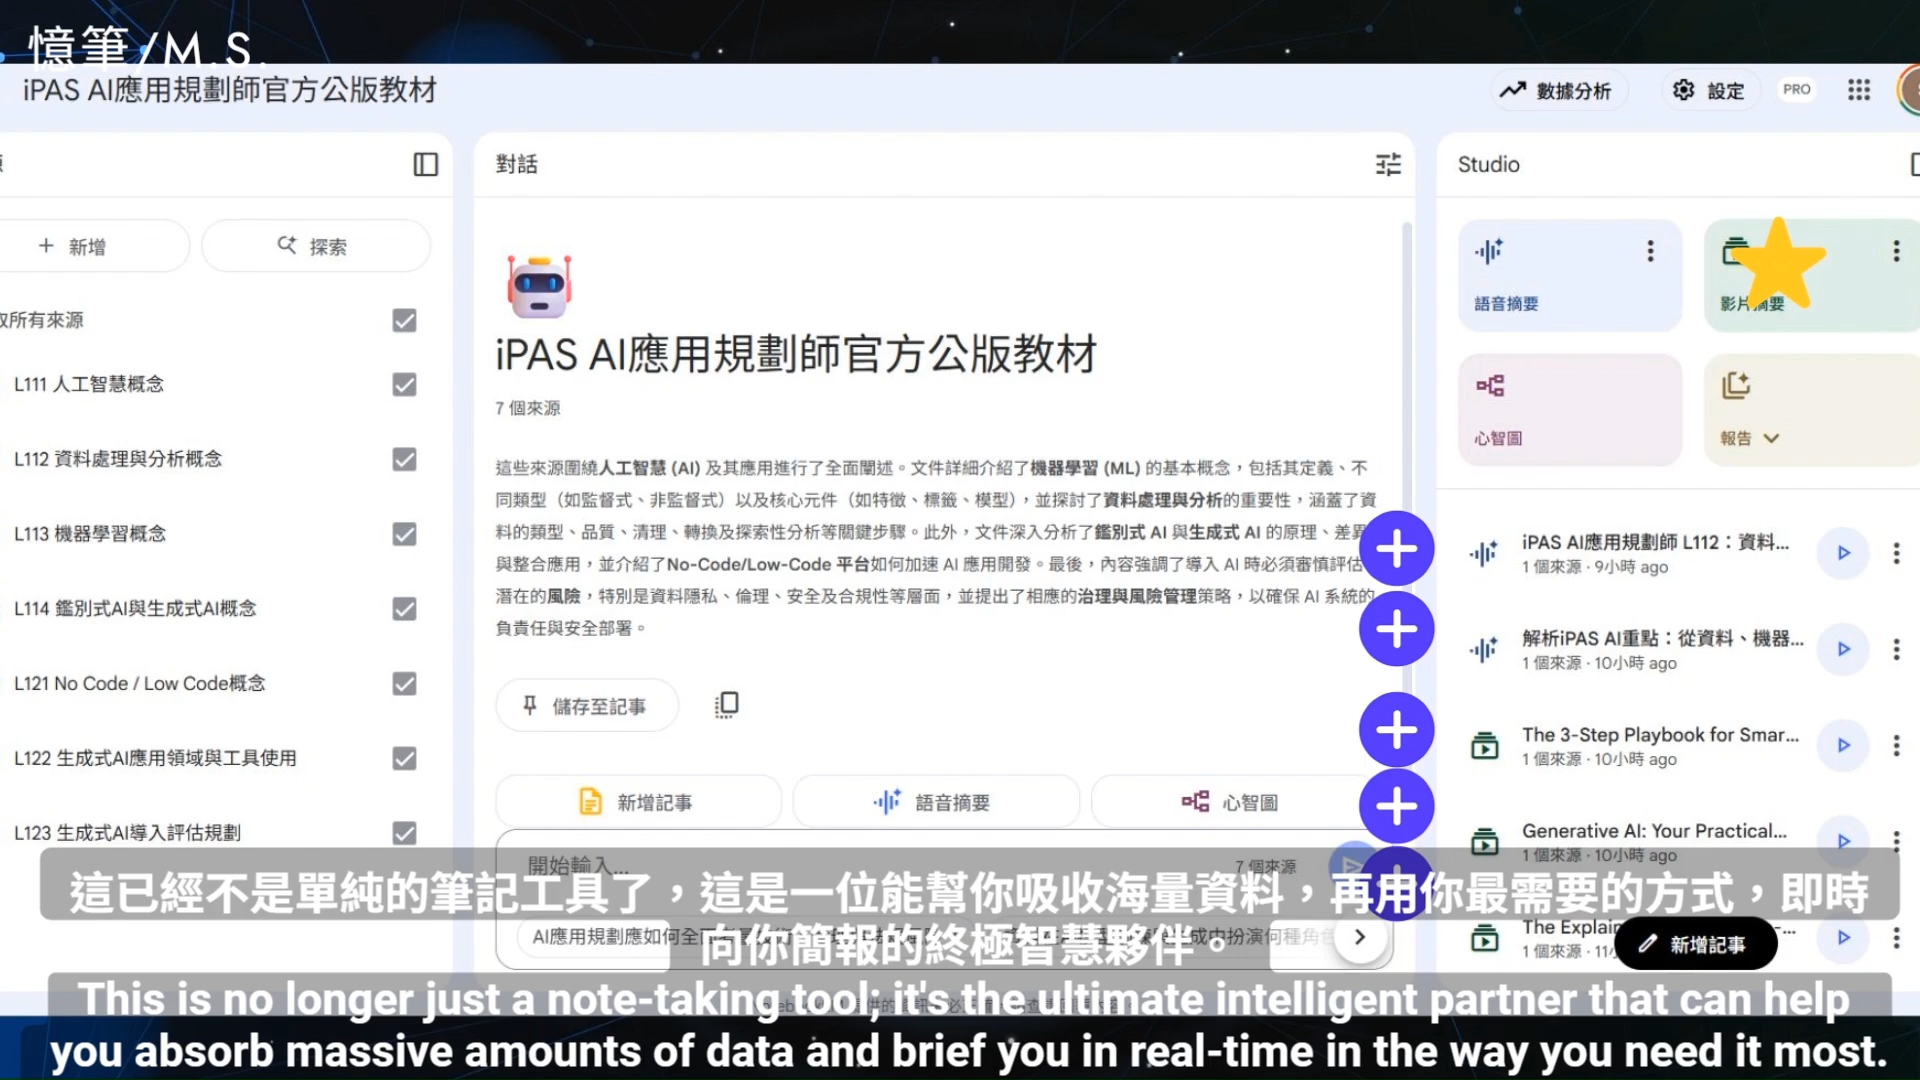 憶筆/M.S.
iPAS AI應用規劃師官方公版教材
數據分析
設定
PRO
對話
Studio
+ 新增
探索
所有來源
L111 人工智慧概念
L112 資料處理與分析概念
L113 機器學習概念
L114 鑑別式AI與生成式AI概念
L121 No Code / Low Code概念
L122 生成式AI應用領域與工具使用
L123 生成式AI導入評估規劃
iPAS AI應用規劃師官方公版教材
7 個來源
這些來源圍繞人工智慧 (AI) 及其應用進行了全面闡述。文件詳細介紹了機器學習 (ML) 的基本概念，包括其定義、不
同類型（如監督式、非監督式）以及核心元件（如特徵、標籤、模型），並探討了資料處理與分析的重要性，涵蓋了資
料的類型、品質、清理、轉換及探索性分析等關鍵步驟。此外，文件深入分析了鑑別式 AI 與生成式 AI 的原理、差異
與整合應用，並介紹了No-Code/Low-Code 平台如何加速 AI 應用開發。最後，內容強調了導入 AI 時必須審慎評估
潛在的風險，特別是資料隱私、倫理、安全及合規性等層面，並提出了相應的治理與風險管理策略，以確保 AI 系統的
負責任與安全部署。
儲存至記事
新增記事
語音摘要
心智圖
開始輸入...
7 個來源
AI應用規劃應如何全面
扮演何種角色
語音摘要
影片摘要
心智圖
報告
iPAS AI應用規劃師 L112：資料...
1 個來源 · 9小時 ago
解析iPAS AI重點：從資料、機器...
1 個來源 · 10小時 ago
The 3-Step Playbook for Smar...
1 個來源 · 10小時 ago
Generative AI: Your Practical...
1 個來源 · 10小時 ago
The Explain
1 個來源 · 11
新增記事
這已經不是單純的筆記工具了，這是一位能幫你吸收海量資料，再用你最需要的方式，即時
向你簡報的終極智慧夥伴。
This is no longer just a note-taking tool; it's the ultimate intelligent partner that can help
you absorb massive amounts of data and brief you in real-time in the way you need it most.